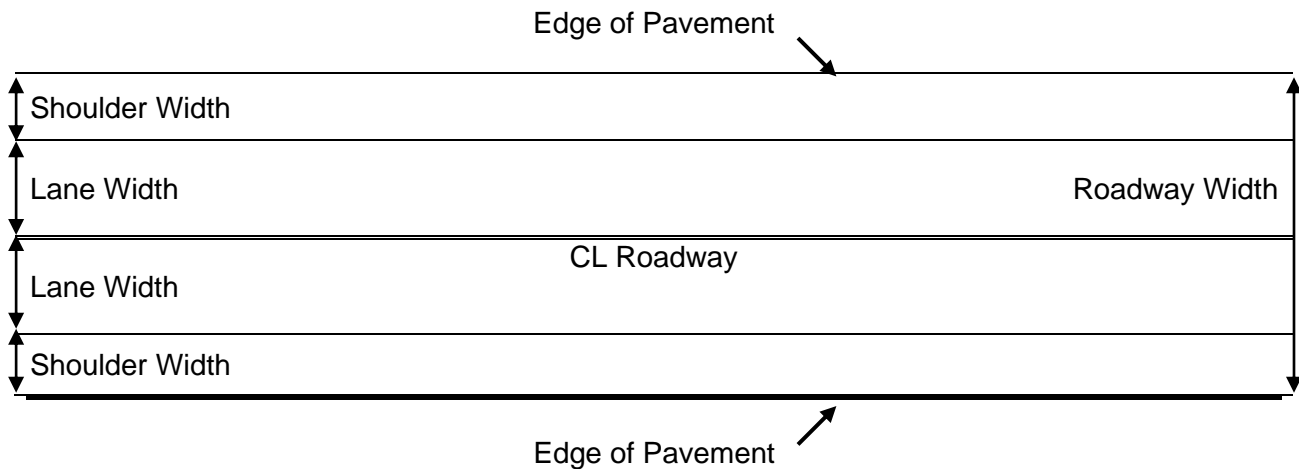 Edge of Pavement
Shoulder Width
Lane Width
Roadway Width
CL Roadway
Lane Width
Shoulder Width
Edge of Pavement